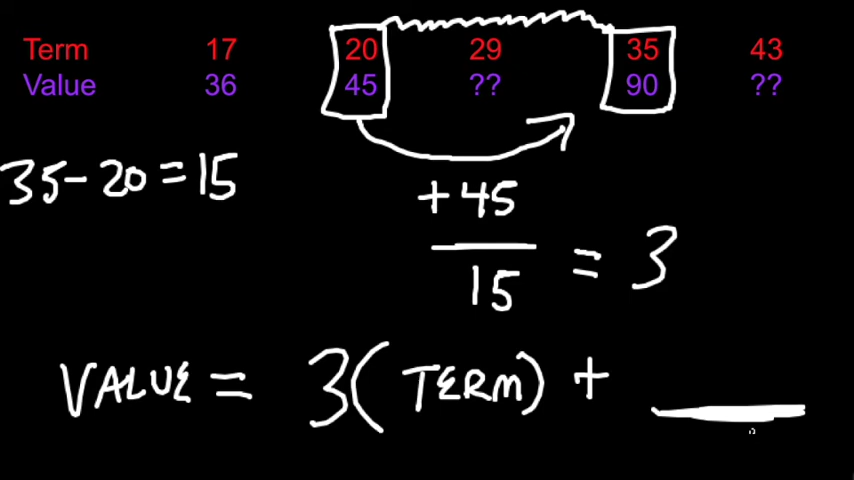 Term 17 20 29 35 43
Value 36 45 ?? 90 ??
35-20=15
+45
15
= 3
VALUE = 3(TERM) +